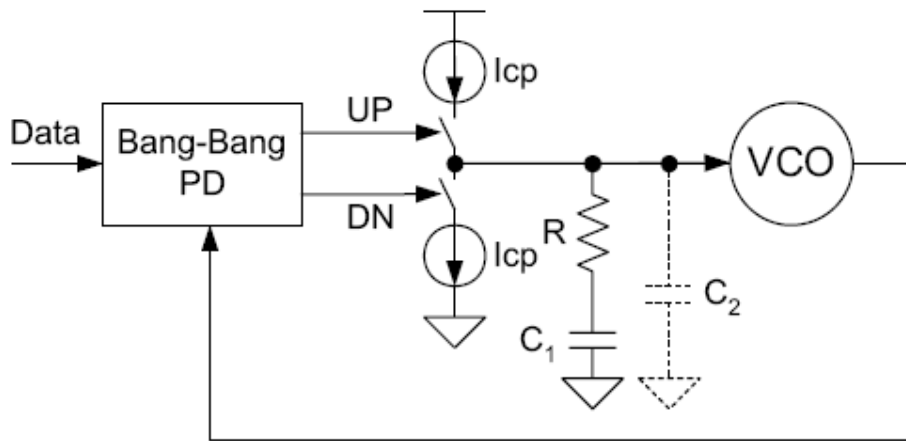 Icp
UP
Data
Bang-Bang
PD
VCO
DN
R
Icp
C₂
C₁